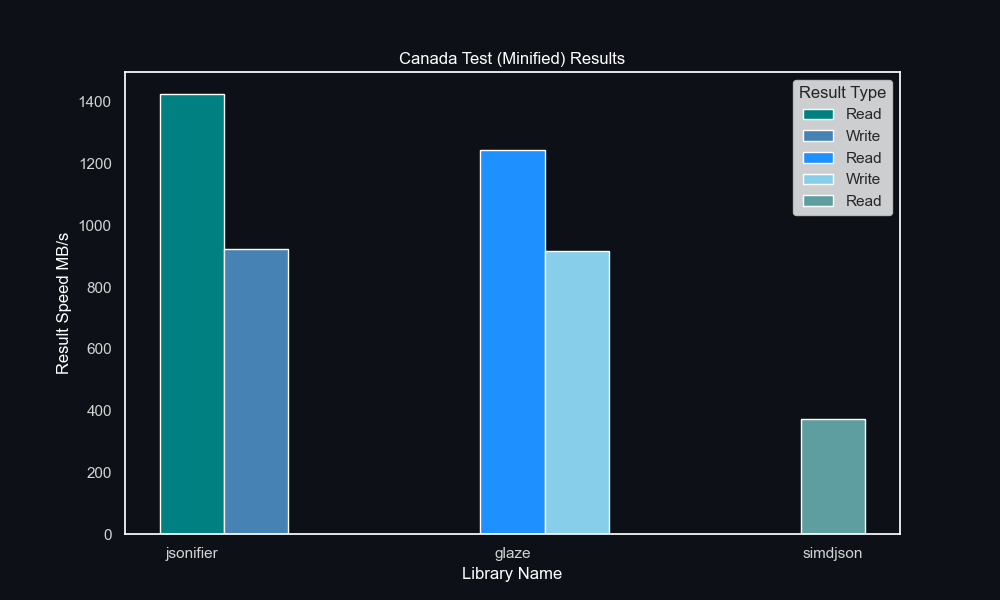 Canada Test (Minified) Results
Result Type
Read
Write
Read
Write
Read
Result Speed MB/s
1400
1200
1000
800
600
400
200
0
jsonifier
glaze
simdjson
Library Name